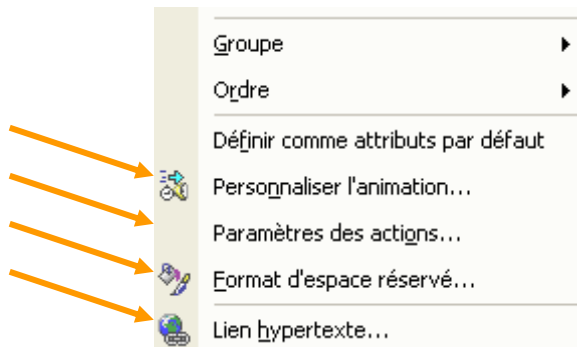 Groupe
Ordre
Définir comme attributs par défaut
Personnaliser l'animation...
Paramètres des actions...
Format d'espace réservé...
Lien hypertexte...